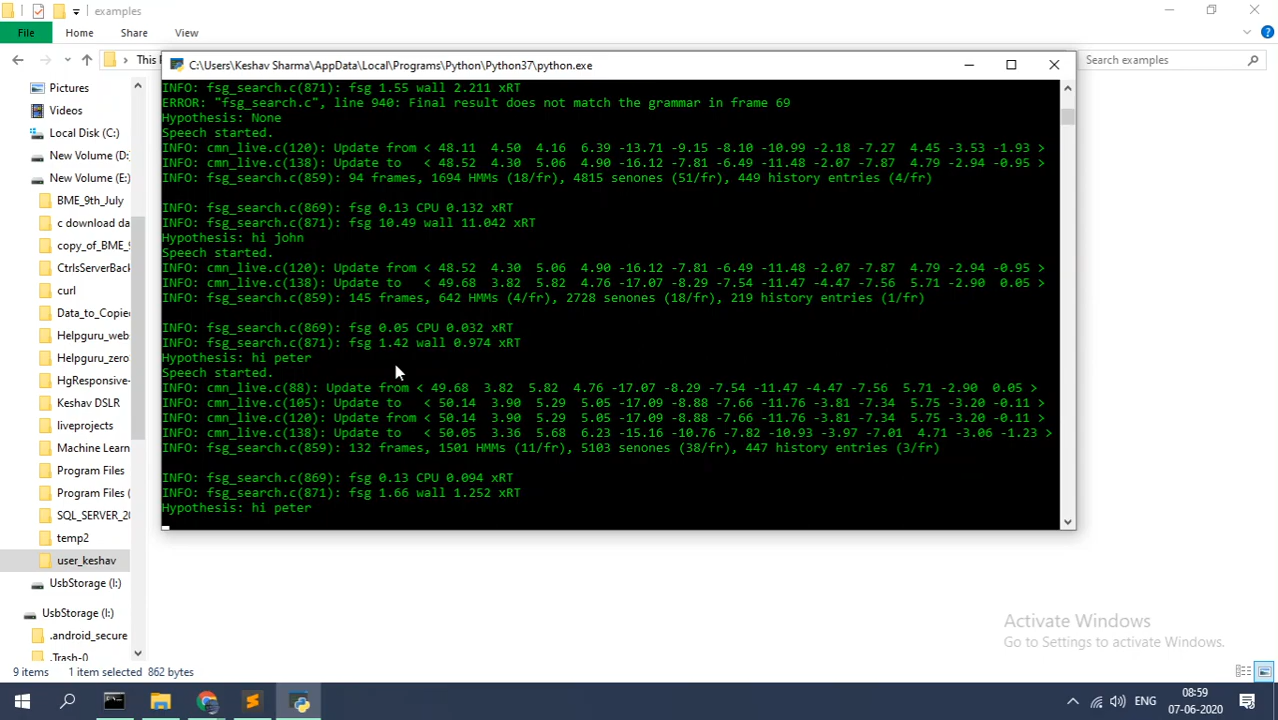 examples
File Home Share View
This P
Search examples
Pictures
Videos
Local Disk (C:)
New Volume (D:
New Volume (E:)
BME_9th_July
c download da
copy_of_BME_9
CtrlsServerBack
curl
Data_to_Copied
Helpguru_web
Helpguru_zero
HgResponsive-
Keshav DSLR
liveprojects
Machine Learn
Program Files
Program Files (
SQL_SERVER_20
temp2
user_keshav
UsbStorage (I:)
UsbStorage (I:)
.android_secure
.Trash-0
C:\Users\Keshav Sharma\AppData\Local\Programs\Python\Python37\python.exe
INFO: fsg_search.c(871): fsg 1.55 wall 2.211 xRT
ERROR: "fsg_search.c", line 940: Final result does not match the grammar in frame 69
Hypothesis: None
Speech started.
INFO: cmn_live.c(120): Update from < 48.11 4.50 4.16 6.39 -13.71 -9.15 -8.10 -10.99 -2.18 -7.27 4.45 -3.53 -1.93 >
INFO: cmn_live.c(138): Update to < 48.52 4.30 5.06 4.90 -16.12 -7.81 -6.49 -11.48 -2.07 -7.87 4.79 -2.94 -0.95 >
INFO: fsg_search.c(859): 94 frames, 1694 HMMs (18/fr), 4815 senones (51/fr), 449 history entries (4/fr)
INFO: fsg_search.c(869): fsg 0.13 CPU 0.132 xRT
INFO: fsg_search.c(871): fsg 10.49 wall 11.042 xRT
Hypothesis: hi john
Speech started.
INFO: cmn_live.c(120): Update from < 48.52 4.30 5.06 4.90 -16.12 -7.81 -6.49 -11.48 -2.07 -7.87 4.79 -2.94 -0.95 >
INFO: cmn_live.c(138): Update to < 49.68 3.82 5.82 4.76 -17.07 -8.29 -7.54 -11.47 -4.47 -7.56 5.71 -2.90 0.05 >
INFO: fsg_search.c(859): 145 frames, 642 HMMs (4/fr), 2728 senones (18/fr), 219 history entries (1/fr)
INFO: fsg_search.c(869): fsg 0.05 CPU 0.032 xRT
INFO: fsg_search.c(871): fsg 1.42 wall 0.974 xRT
Hypothesis: hi peter
Speech started.
INFO: cmn_live.c(88): Update from < 49.68 3.82 5.82 4.76 -17.07 -8.29 -7.54 -11.47 -4.47 -7.56 5.71 -2.90 0.05 >
INFO: cmn_live.c(105): Update to < 50.14 3.90 5.29 5.05 -17.09 -8.88 -7.66 -11.76 -3.81 -7.34 5.75 -3.20 -0.11 >
INFO: cmn_live.c(120): Update from < 50.14 3.90 5.29 5.05 -17.09 -8.88 -7.66 -11.76 -3.81 -7.34 5.75 -3.20 -0.11 >
INFO: cmn_live.c(138): Update to < 50.05 3.36 5.68 6.23 -15.16 -10.76 -7.82 -10.93 -3.97 -7.01 4.71 -3.06 -1.23 >
INFO: fsg_search.c(859): 132 frames, 1501 HMMs (11/fr), 5103 senones (38/fr), 447 history entries (3/fr)
INFO: fsg_search.c(869): fsg 0.13 CPU 0.094 xRT
INFO: fsg_search.c(871): fsg 1.66 wall 1.252 xRT
Hypothesis: hi peter
Activate Windows
Go to Settings to activate Windows.
9 items 1 item selected 862 bytes
ENG
08:59
07-06-2020